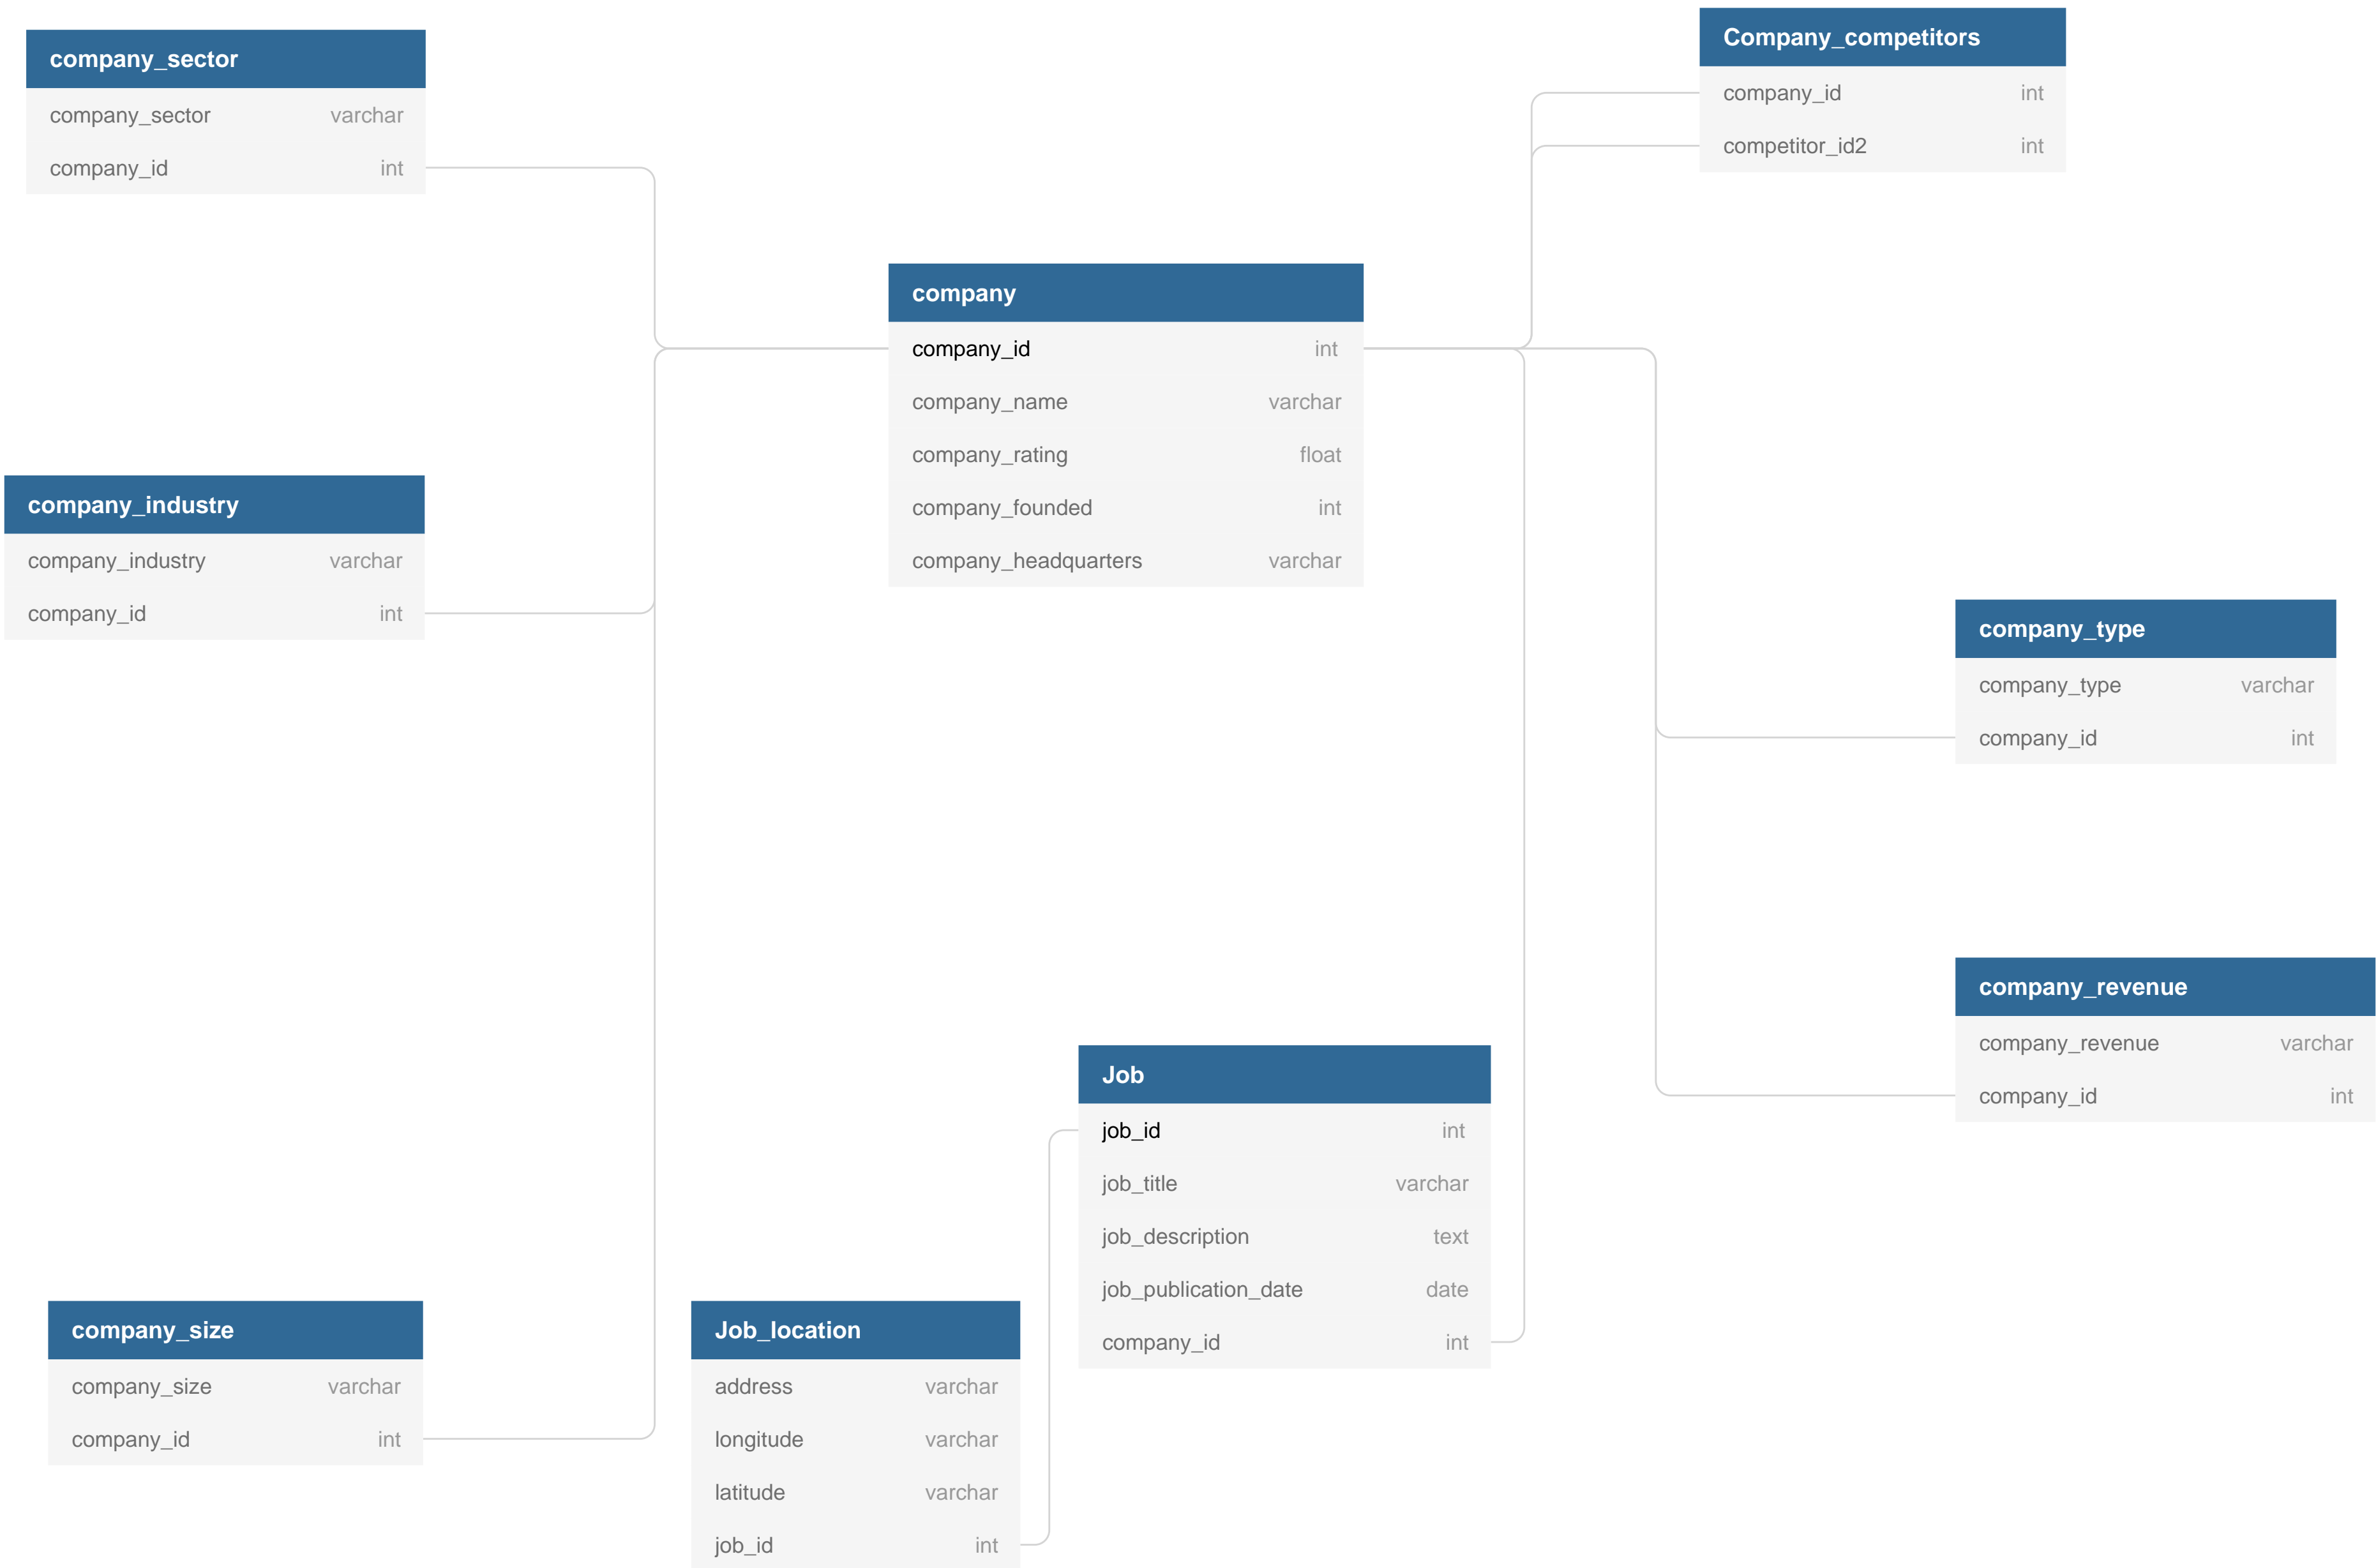 company_sector
company_sector varchar
company_id int
Company_competitors
company_id int
competitor_id2 int
company
company_id int
company_name varchar
company_rating float
company_founded int
company_headquarters varchar
company_industry
company_industry varchar
company_id int
company_type
company_type varchar
company_id int
company_revenue
company_revenue varchar
company_id int
Job
job_id int
job_title varchar
job_description text
job_publication_date date
company_id int
company_size
company_size varchar
company_id int
Job_location
address varchar
longitude varchar
latitude varchar
job_id int